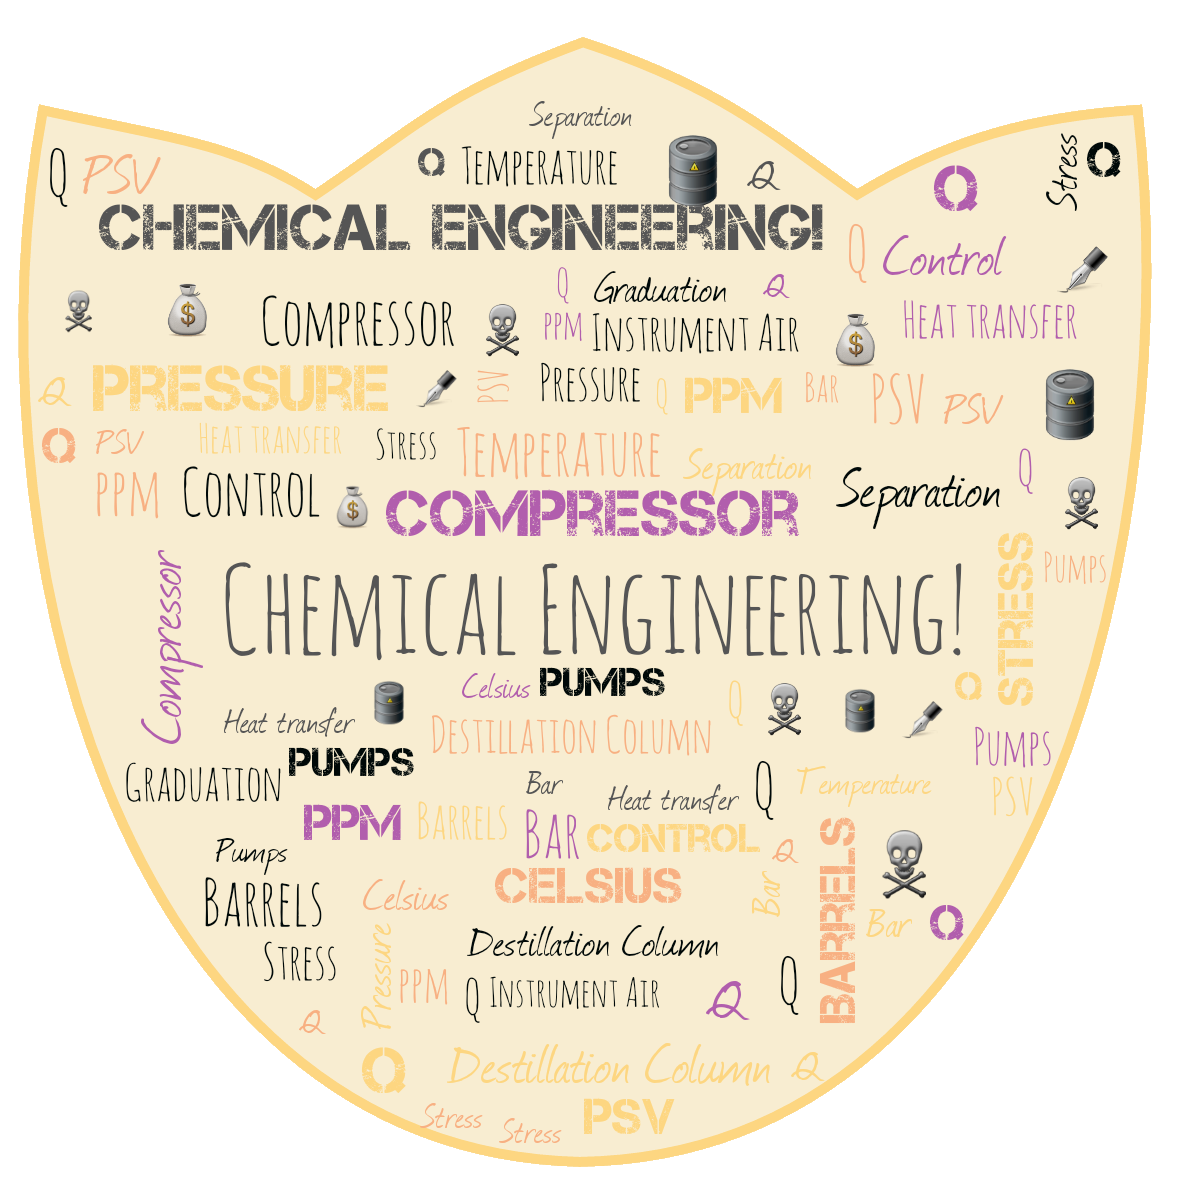 Separation
Q TEMPERATURE Q
Q PSV Q Stress Q
CHEMICAL ENGINEERING!
Q Control
Q Graduation Q
COMPRESSOR PPM INSTRUMENT AIR HEAT TRANSFER
Q PRESSURE PSV PRESSURE Q PPM BAR PSV PSV
Q PSV HEAT TRANSFER STRESS TEMPERATURE Separation Q
PPM CONTROL COMPRESSOR Separation
Compressor CHEMICAL ENGINEERING! STRESS PUMPS
Celsius PUMPS Q Q
Heat transfer DESTILLATION COLUMN PUMPS
GRADUATION PUMPS Bar Heat transfer Q Temperature PSV
PPM BARRELS BAR CONTROL
Pumps Q
BARRELS Celsius CELSIUS Bar BARRELS Bar Q
STRESS Pressure Destillation Column
PPM Q INSTRUMENT AIR Q Q
Q
Q Destillation Column Q
Stress Stress PSV